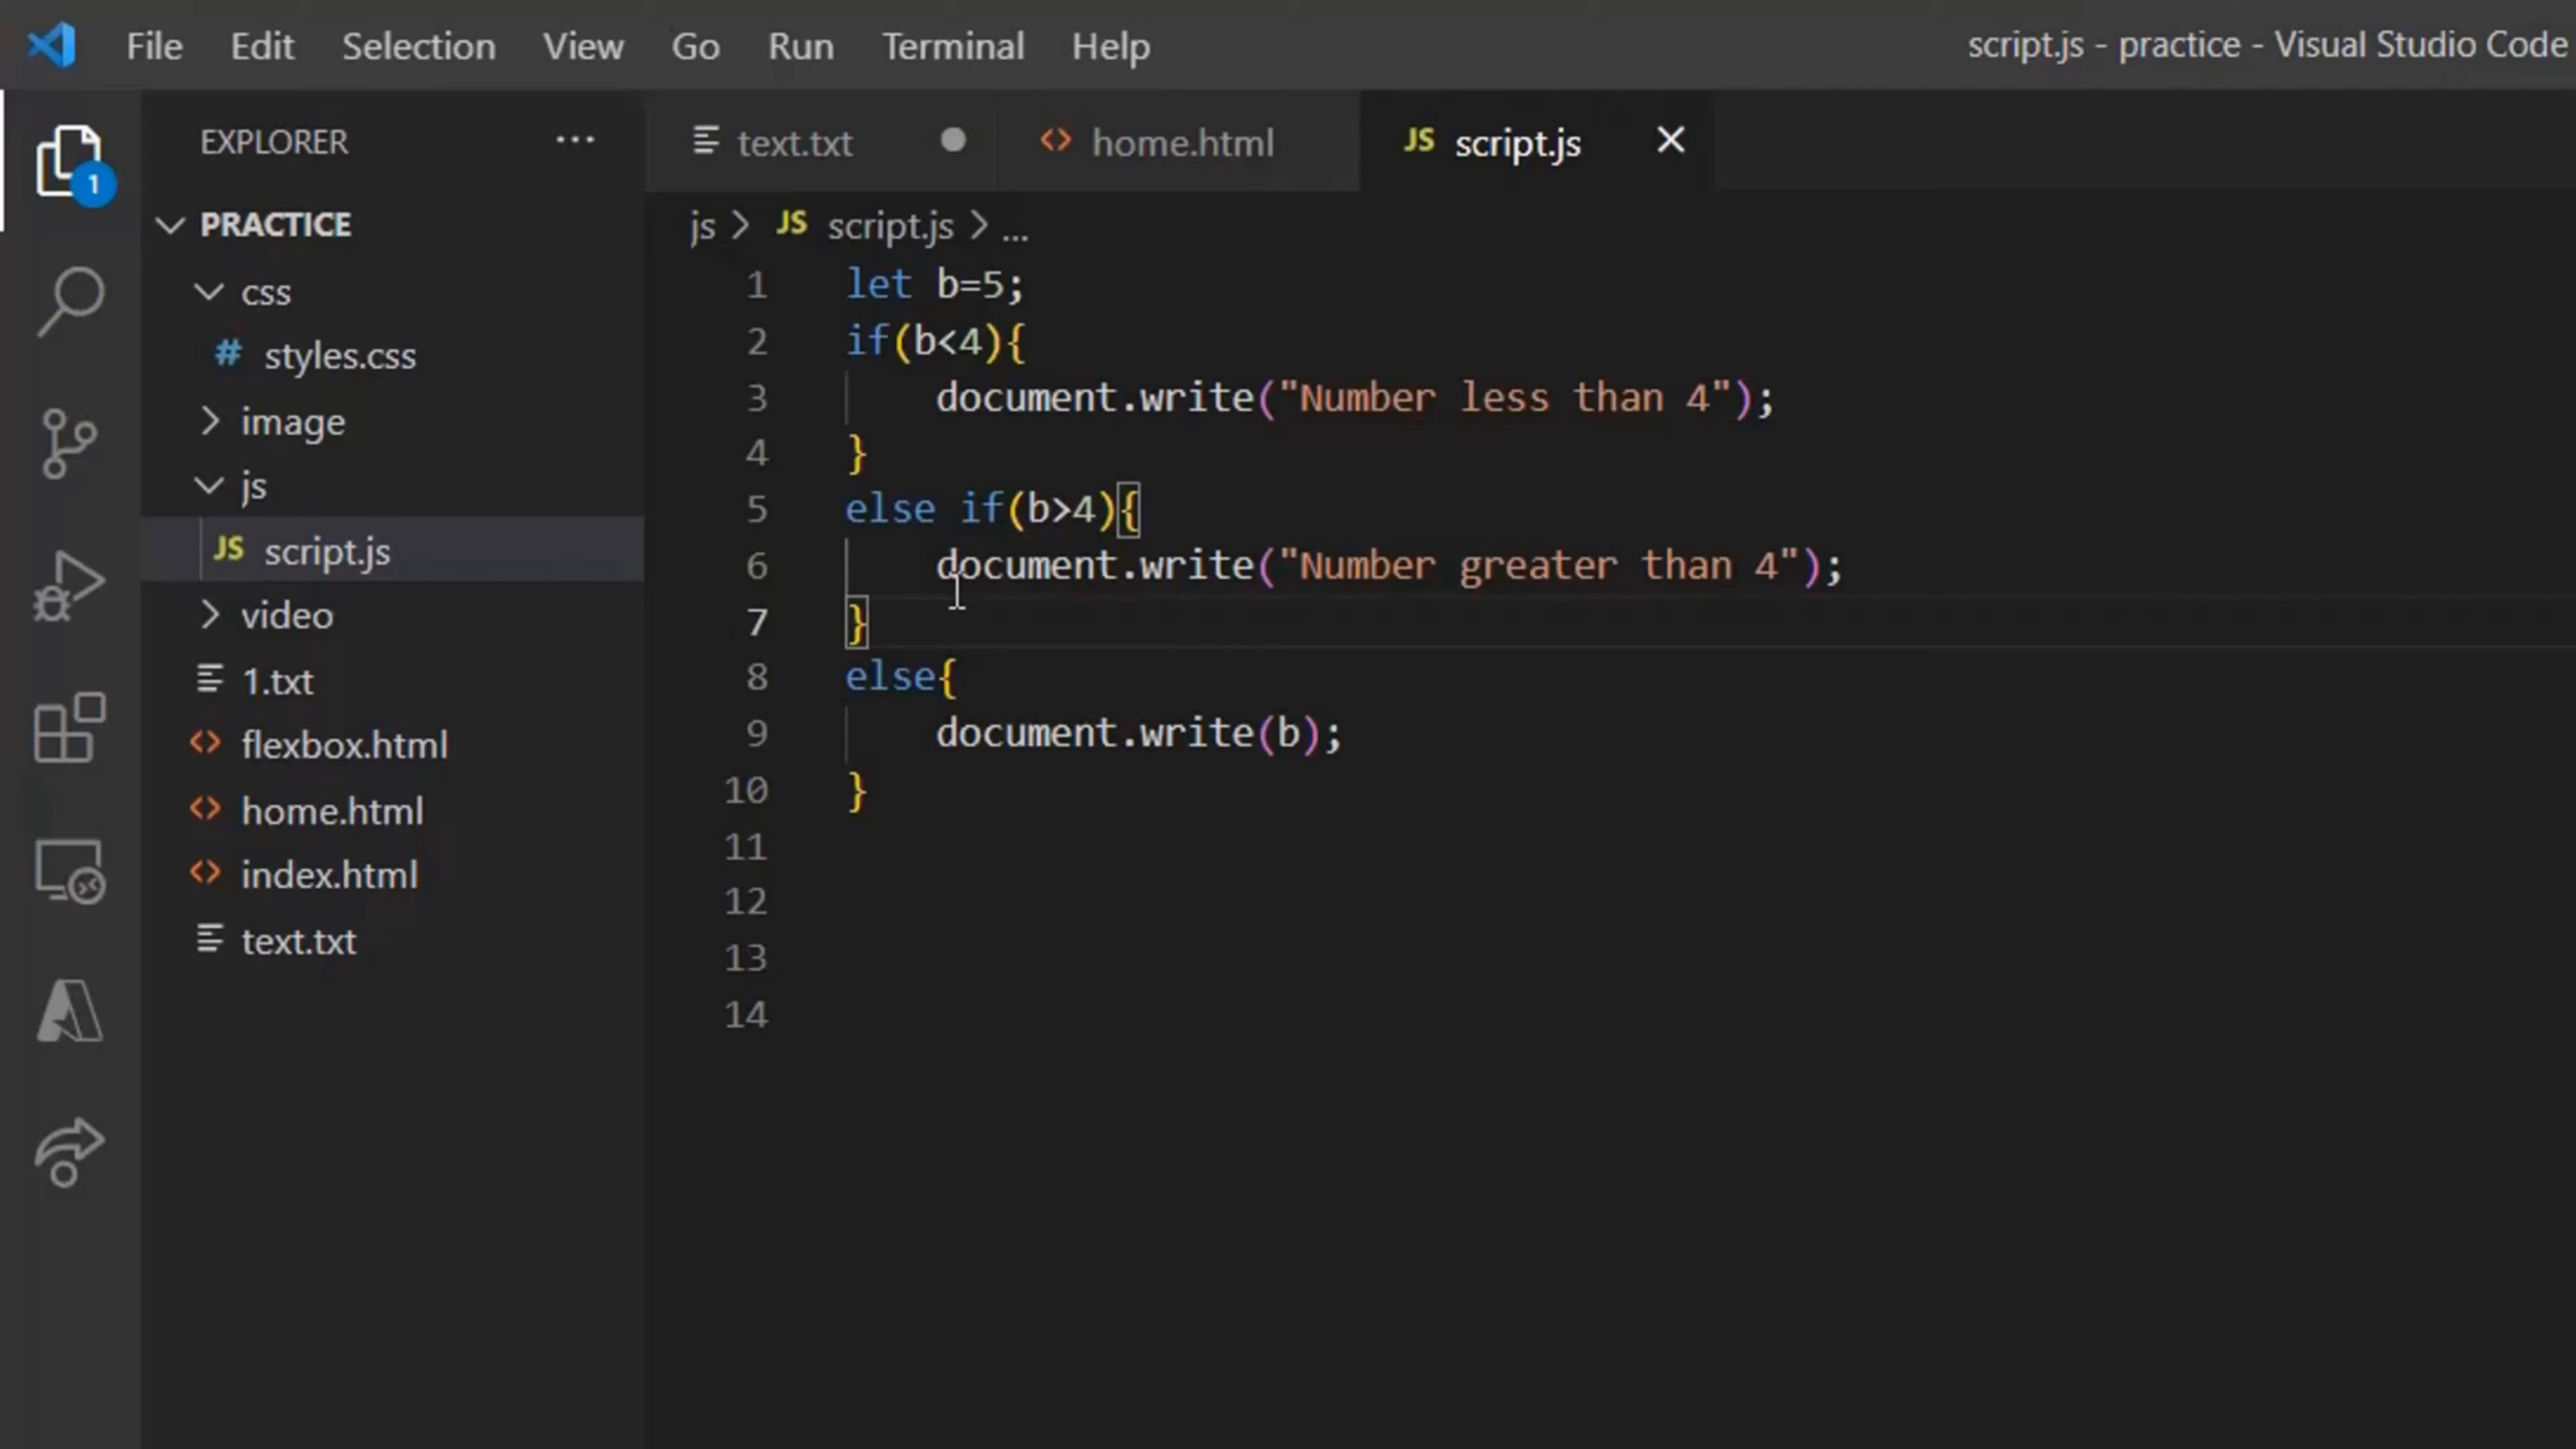 File Edit Selection View Go Run Terminal Help script.js - practice - Visual Studio Code
1
EXPLORER ...
PRACTICE
css
# styles.css
image
js
JS script.js
video
1.txt
<> flexbox.html
<> home.html
<> index.html
text.txt
text.txt <> home.html JS script.js
js > JS script.js > ...
1 let b=5;
2 if(b<4){
3 document.write("Number less than 4");
4 }
5 else if(b>4){
6 document.write("Number greater than 4");
7 }
8 else{
9 document.write(b);
10 }
11
12
13
14